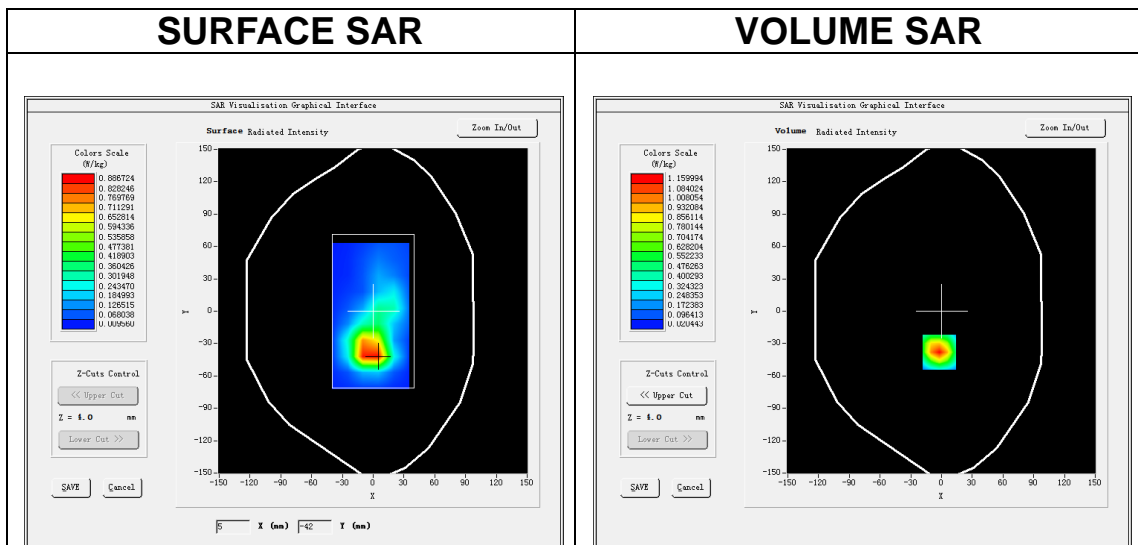 SURFACE SAR
VOLUME SAR
SAR Visualisation Graphical Interface
Surface Radiated Intensity
Zoom In/Out
Colors Scale
(W/kg)
0.886724
0.828246
0.769769
0.711291
0.652814
0.594336
0.535858
0.477381
0.418903
0.360426
0.301948
0.243470
0.184993
0.126515
0.068038
0.009560
150
120
90
60
30
0
-30
-60
-90
-120
-150
Y
-150 -120 -90 -60 -30 0 30 60 90 120 150
X
Z-Cuts Control
<< Upper Cut
Z = 4.0 mm
Lower Cut >>
SAVE Cancel
5 X (mm) -42 Y (mm)
SAR Visualisation Graphical Interface
Volume Radiated Intensity
Zoom In/Out
Colors Scale
(W/kg)
1.159994
1.084024
1.008054
0.932084
0.856114
0.780144
0.704174
0.628204
0.552233
0.476263
0.400293
0.324323
0.248353
0.172383
0.096413
0.020443
150
120
90
60
30
0
-30
-60
-90
-120
-150
Y
-150 -120 -90 -60 -30 0 30 60 90 120 150
X
Z-Cuts Control
<< Upper Cut
Z = 4.0 mm
Lower Cut >>
SAVE Cancel